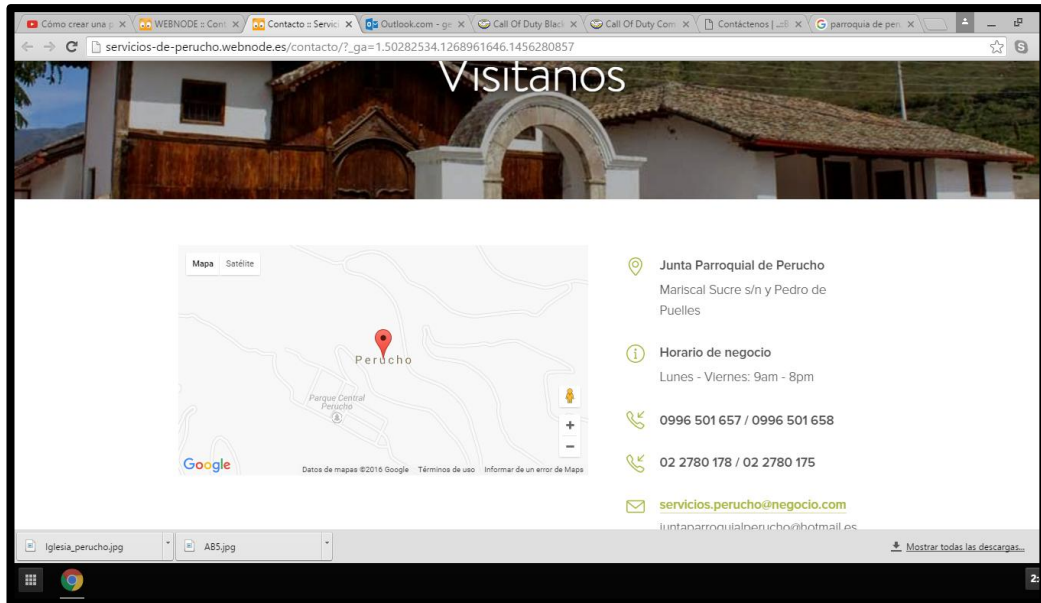 Cómo crear una p
WEBNODE :: Cont
Contacto :: Servici
Outlook.com - ge
Call Of Duty Black
Call Of Duty Com
Contáctenos |
parroquia de peru
servicios-de-perucho.webnode.es/contacto/?_ga=1.50282534.1268961646.1456280857
Visítanos
Mapa Satélite
Perucho
Parque Central
Perucho
Google
Datos de mapas ©2016 Google Términos de uso Informar de un error de Maps
Junta Parroquial de Perucho
Mariscal Sucre s/n y Pedro de
Puelles
Horario de negocio
Lunes - Viernes: 9am - 8pm
0996 501 657 / 0996 501 658
02 2780 178 / 02 2780 175
servicios.perucho@negocio.com
juntaparroquialperucho@hotmail.es
Iglesia_perucho.jpg
AB5.jpg
Mostrar todas las descargas...
2: